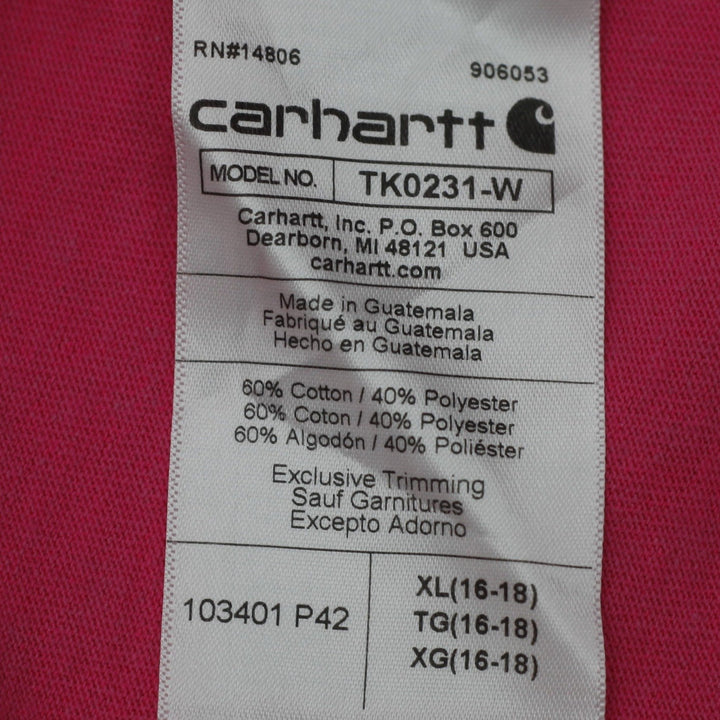 RN#14806
906053
carhartt
MODEL NO. TK0231-W
Carhartt, Inc. P.O. Box 600
Dearborn, MI 48121 USA
carhartt.com
Made in Guatemala
Fabriqué au Guatemala
Hecho en Guatemala
60% Cotton / 40% Polyester
60% Coton / 40% Polyester
60% Algodón / 40% Poliéster
Exclusive Trimming
Sauf Garnitures
Excepto Adorno
103401 P42
XL(16-18)
TG(16-18)
XG(16-18)